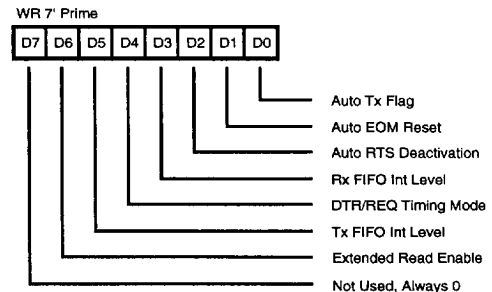 WR 7' Prime
D7 D6 D5 D4 D3 D2 D1 D0
Auto Tx Flag
Auto EOM Reset
Auto RTS Deactivation
Rx FIFO Int Level
DTR/REQ Timing Mode
Tx FIFO Int Level
Extended Read Enable
Not Used, Always 0